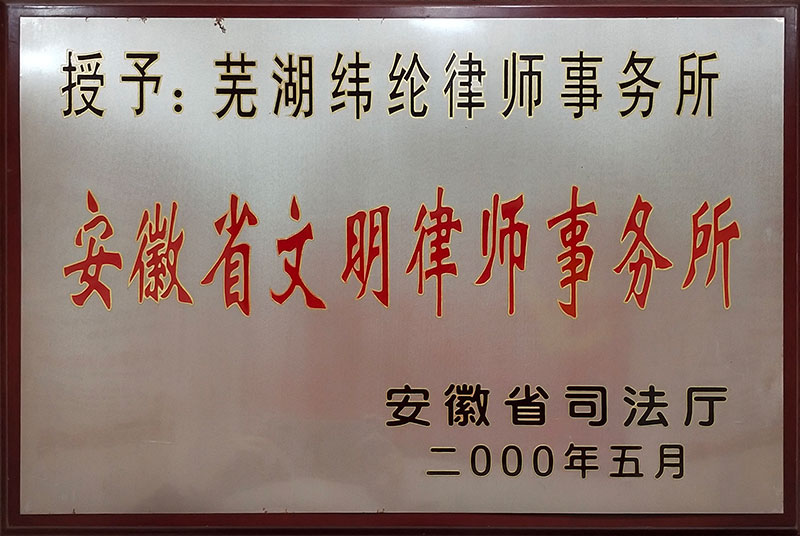 授予：芜湖纬纶律师事务所
安徽省文明律师事务所
安徽省司法厅
二000年五月